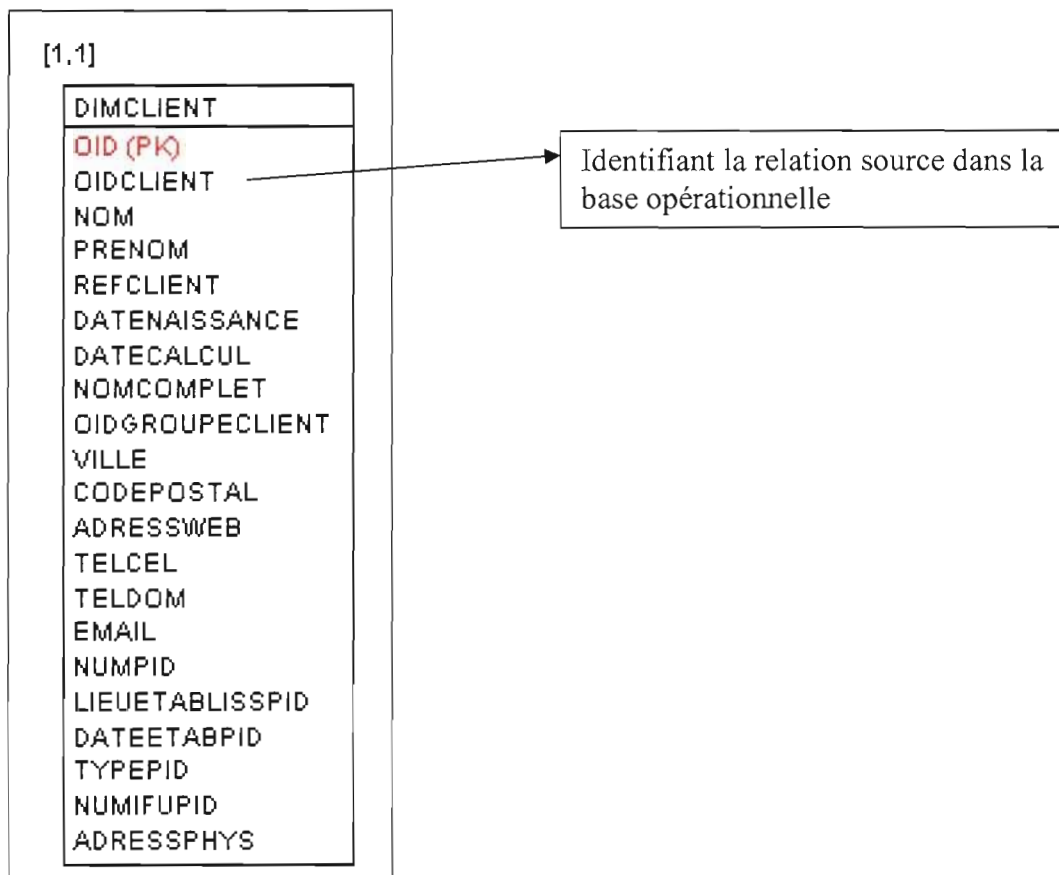 [1,1]
DIMCLIENT
OID (PK)
OIDCLIENT
NOM
PRENOM
REFCLIENT
DATENAISSANCE
DATECALCUL
NOMCOMPLET
OIDGROUPECLIENT
VILLE
CODEPOSTAL
ADRESSWEB
TELCEL
TELDOM
EMAIL
NUMPID
LIEUETABLISSPID
DATEETABPID
TYPEPID
NUMIFUPID
ADRESSPHYS
Identifiant la relation source dans la
base opérationnelle